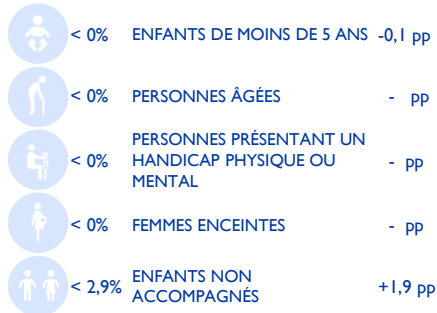 < 0% ENFANTS DE MOINS DE 5 ANS -0,1 pp
< 0% PERSONNES ÂGÉES - pp
< 0% PERSONNES PRÉSENTANT UN
HANDICAP PHYSIQUE OU
MENTAL - pp
< 0% FEMMES ENCEINTES - pp
< 2,9% ENFANTS NON
ACCOMPAGNÉS +1,9 pp